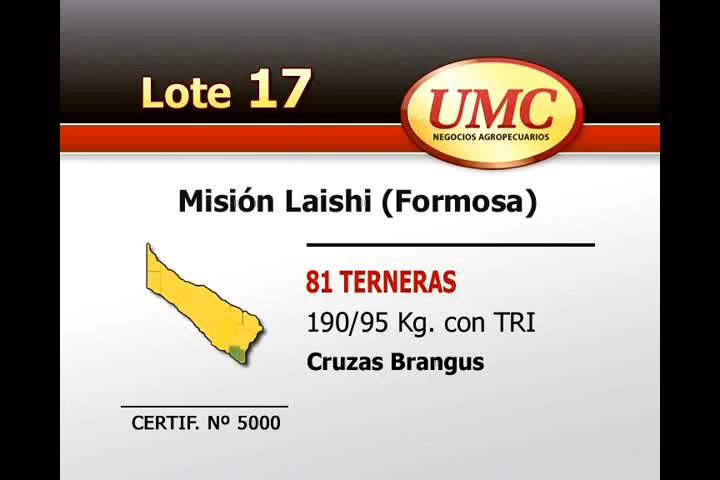 Lote 17
UMC
NEGOCIOS AGROPECUARIOS
Misión Laishi (Formosa)
81 TERNERAS
190/95 Kg. con TRI
Cruzas Brangus
CERTIF. Nº 5000